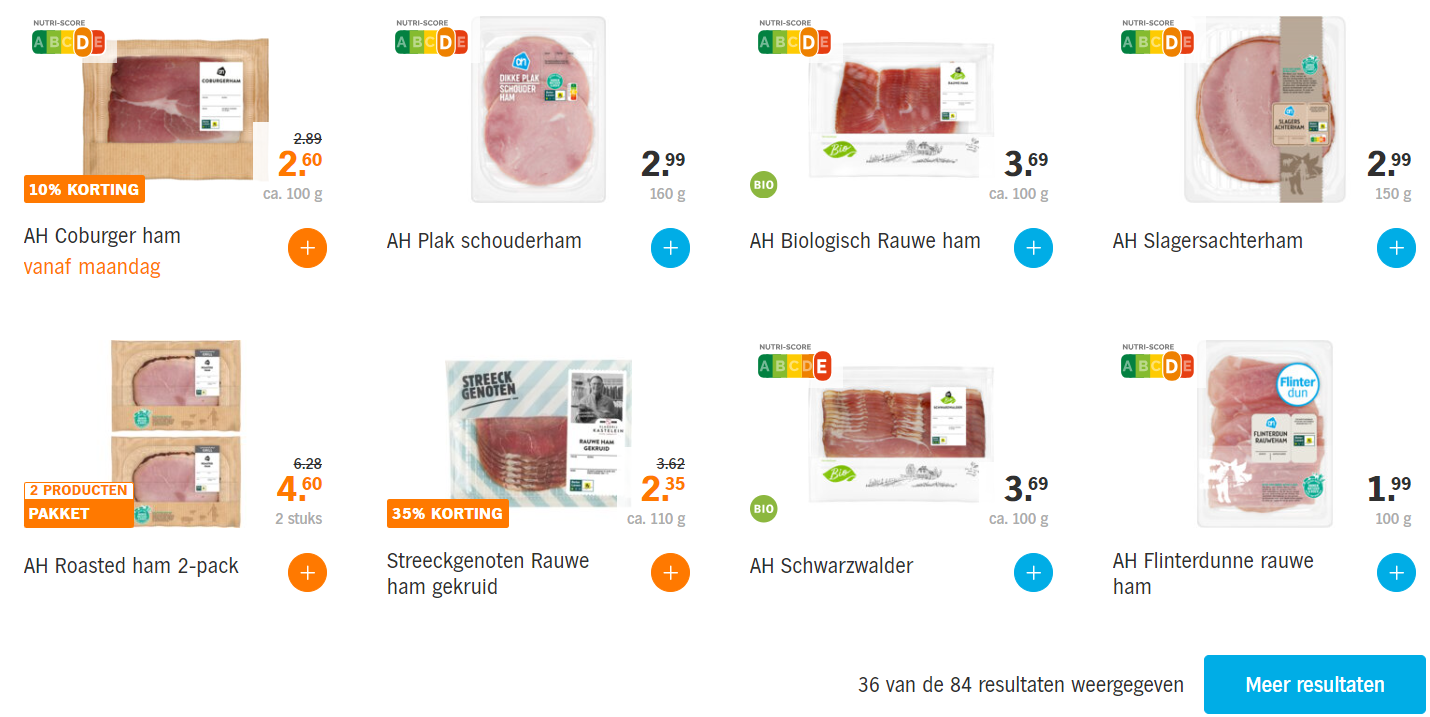 NUTRI-SCORE
A B C D E
COBURGERHAM
2.89
2.60
10% KORTING
ca. 100 g
AH Coburger ham
vanaf maandag
NUTRI-SCORE
A B C D E
DIKKE PLAK
SCHOUDER
HAM
2.99
160 g
AH Plak schouderham
NUTRI-SCORE
A B C D E
RAUWE HAM
Bio
3.69
BIO
ca. 100 g
AH Biologisch Rauwe ham
NUTRI-SCORE
A B C D E
SLAGERS
ACHTERHAM
2.99
150 g
AH Slagersachterham
6.28
2 PRODUCTEN
4.60
PAKKET
2 stuks
AH Roasted ham 2-pack
STREECK
GENOTEN
KASTELEIN
RAUWE HAM
GEKRUID
3.62
2.35
35% KORTING
ca. 110 g
Streeckgenoten Rauwe
ham gekruid
NUTRI-SCORE
A B C D E
SCHWARZWALDER
Bio
3.69
BIO
ca. 100 g
AH Schwarzwalder
NUTRI-SCORE
A B C D E
Flinter
dun
FLINTERDUN
RAUWEHAM
1.99
100 g
AH Flinterdunne rauwe
ham
36 van de 84 resultaten weergegeven
Meer resultaten